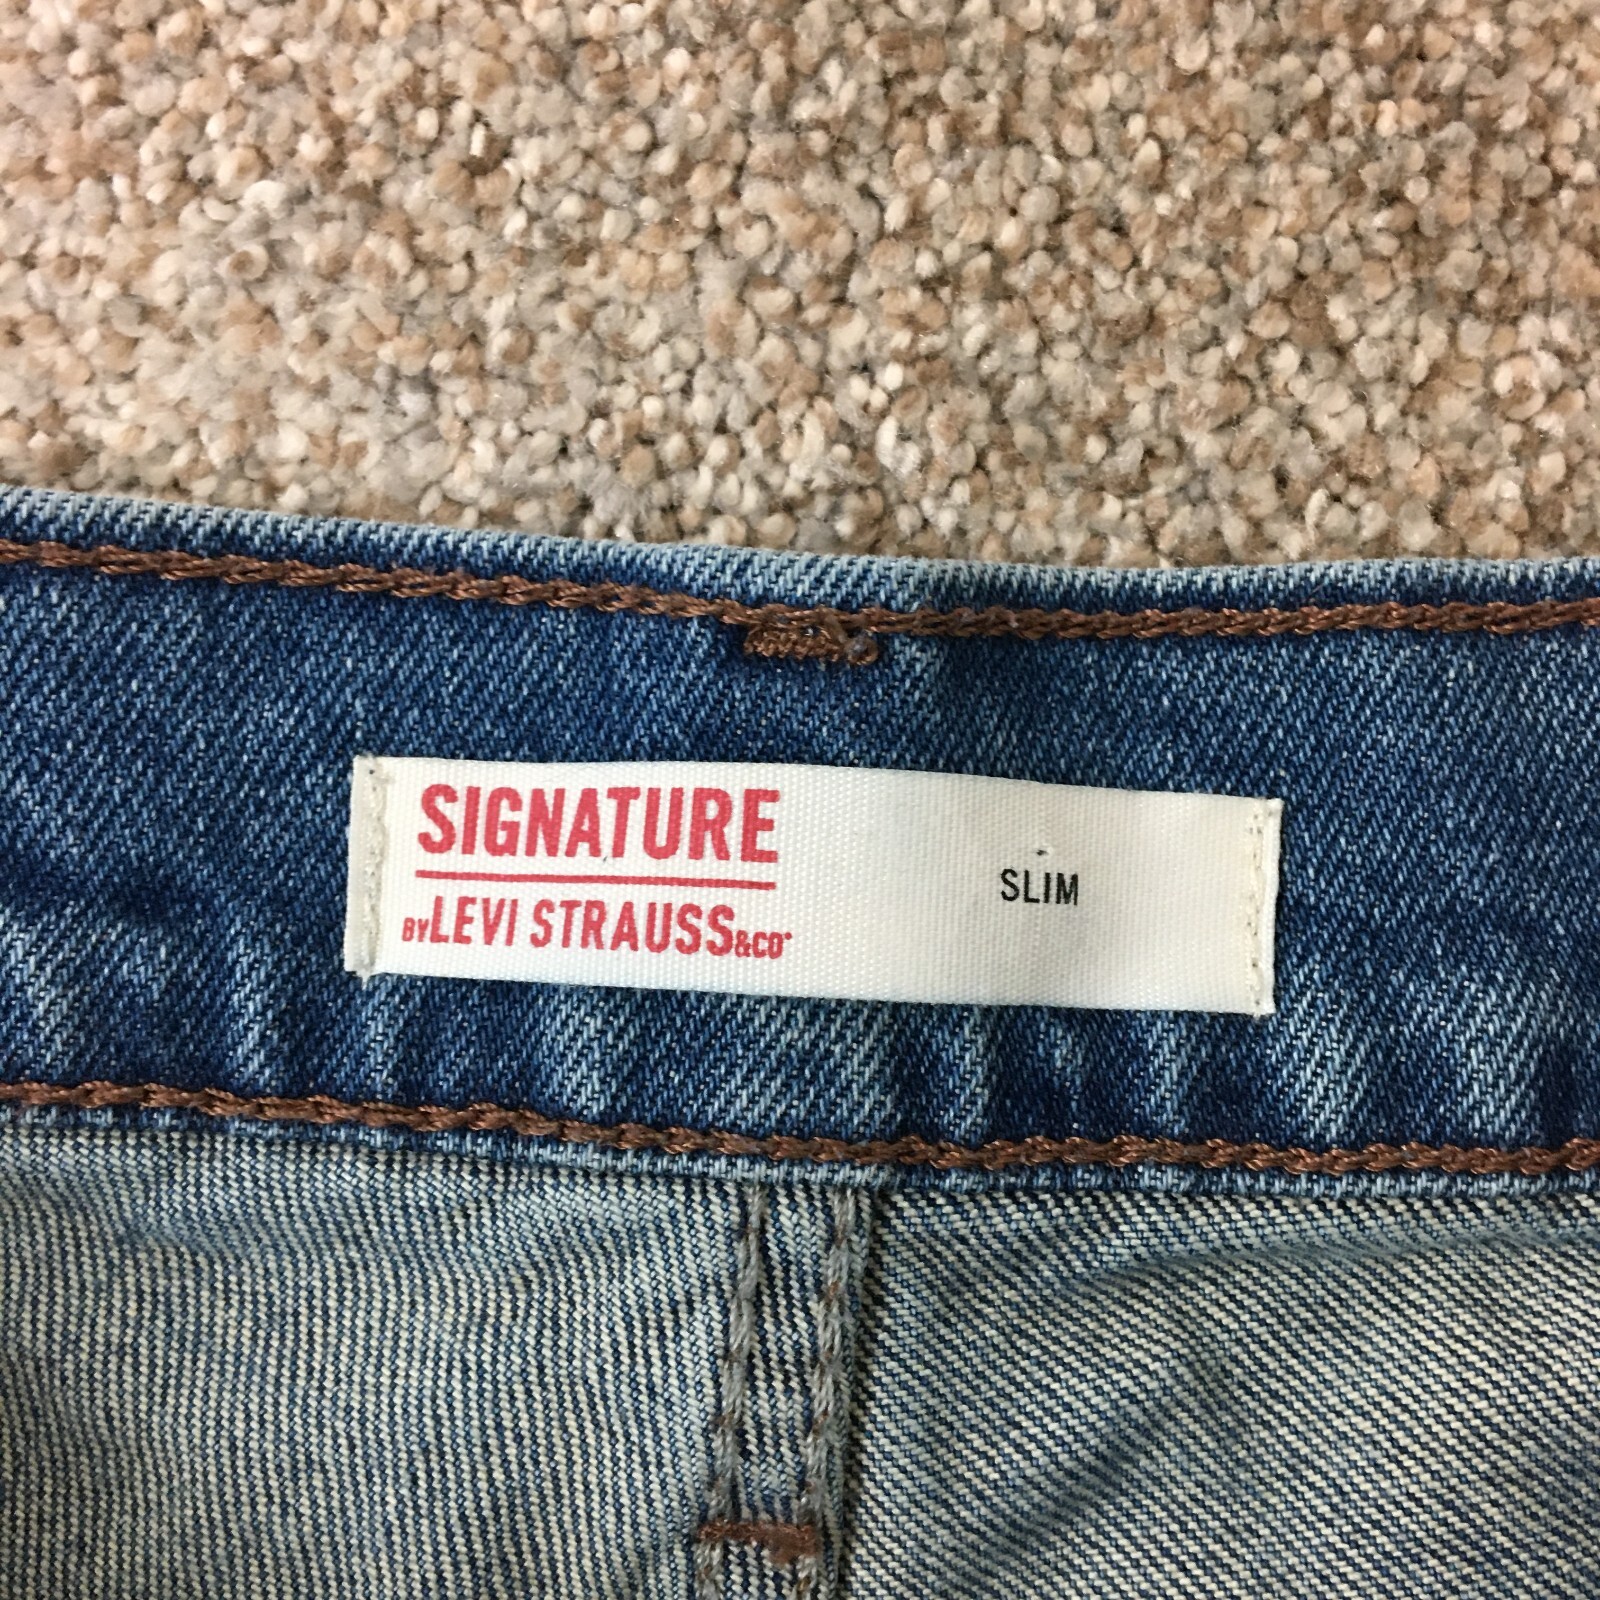 SIGNATURE
BY LEVI STRAUSS &CO
SLIM